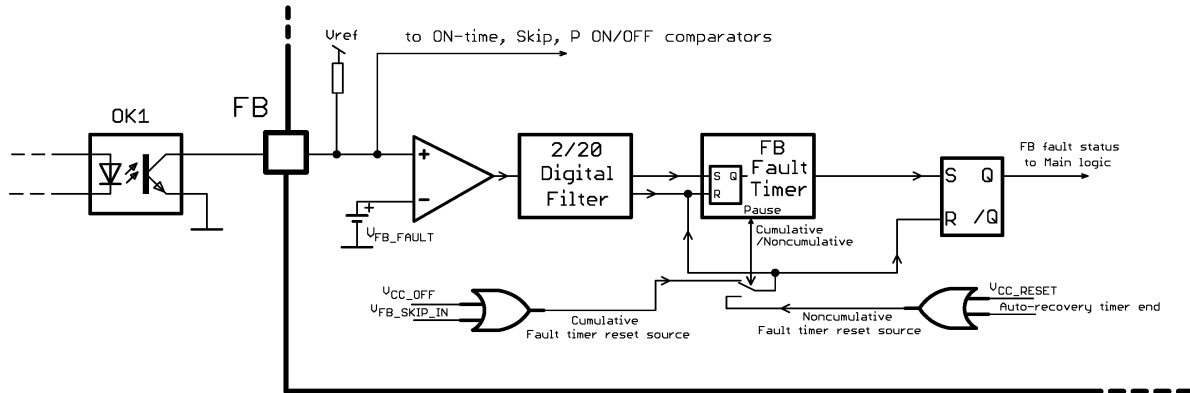 Vref
to ON-time, Skip, P ON/OFF comparators
FB
OK1
2/20
Digital
Filter
FB
Fault
Timer
S Q
R
Pause
FB fault status
to Main logic
S Q
R /Q
+
−
+
VFB_FAULT
Cumulative
/Noncumulative
VCC_OFF
VFB_SKIP_IN
Cumulative
Fault timer reset source
Noncumulative
Fault timer reset source
VCC_RESET
Auto-recovery timer end